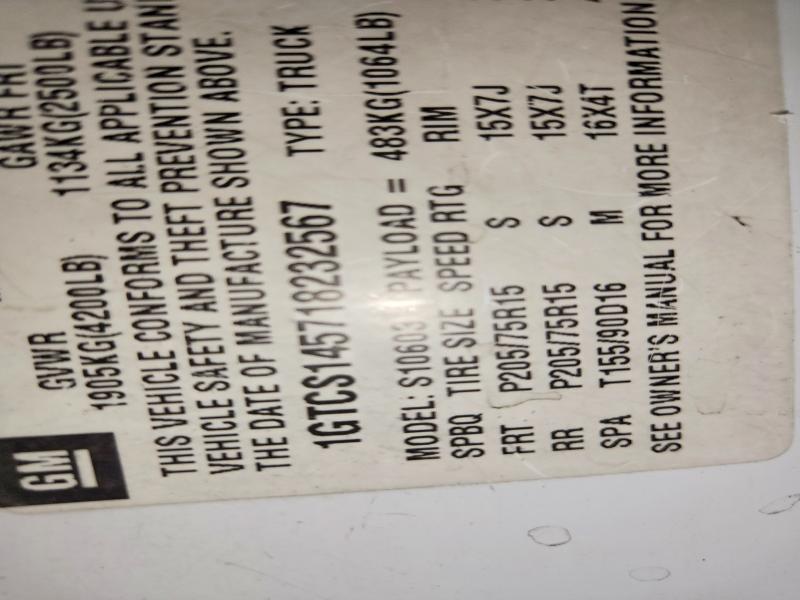 GM
GVWR GAWR FRT
1905KG(4200LB) 1134KG(2500LB)
THIS VEHICLE CONFORMS TO ALL APPLICABLE U
VEHICLE SAFETY AND THEFT PREVENTION STAN
THE DATE OF MANUFACTURE SHOWN ABOVE.
1GTCS145718232567 TYPE: TRUCK
MODEL: S10603 PAYLOAD = 483KG(1064LB)
SPBQ TIRE SIZE SPEED RTG RIM
FRT P205/75R15 S 15X7J
RR P205/75R15 S 15X7J
SPA T155/90D16 M 16X4T
SEE OWNER'S MANUAL FOR MORE INFORMATION